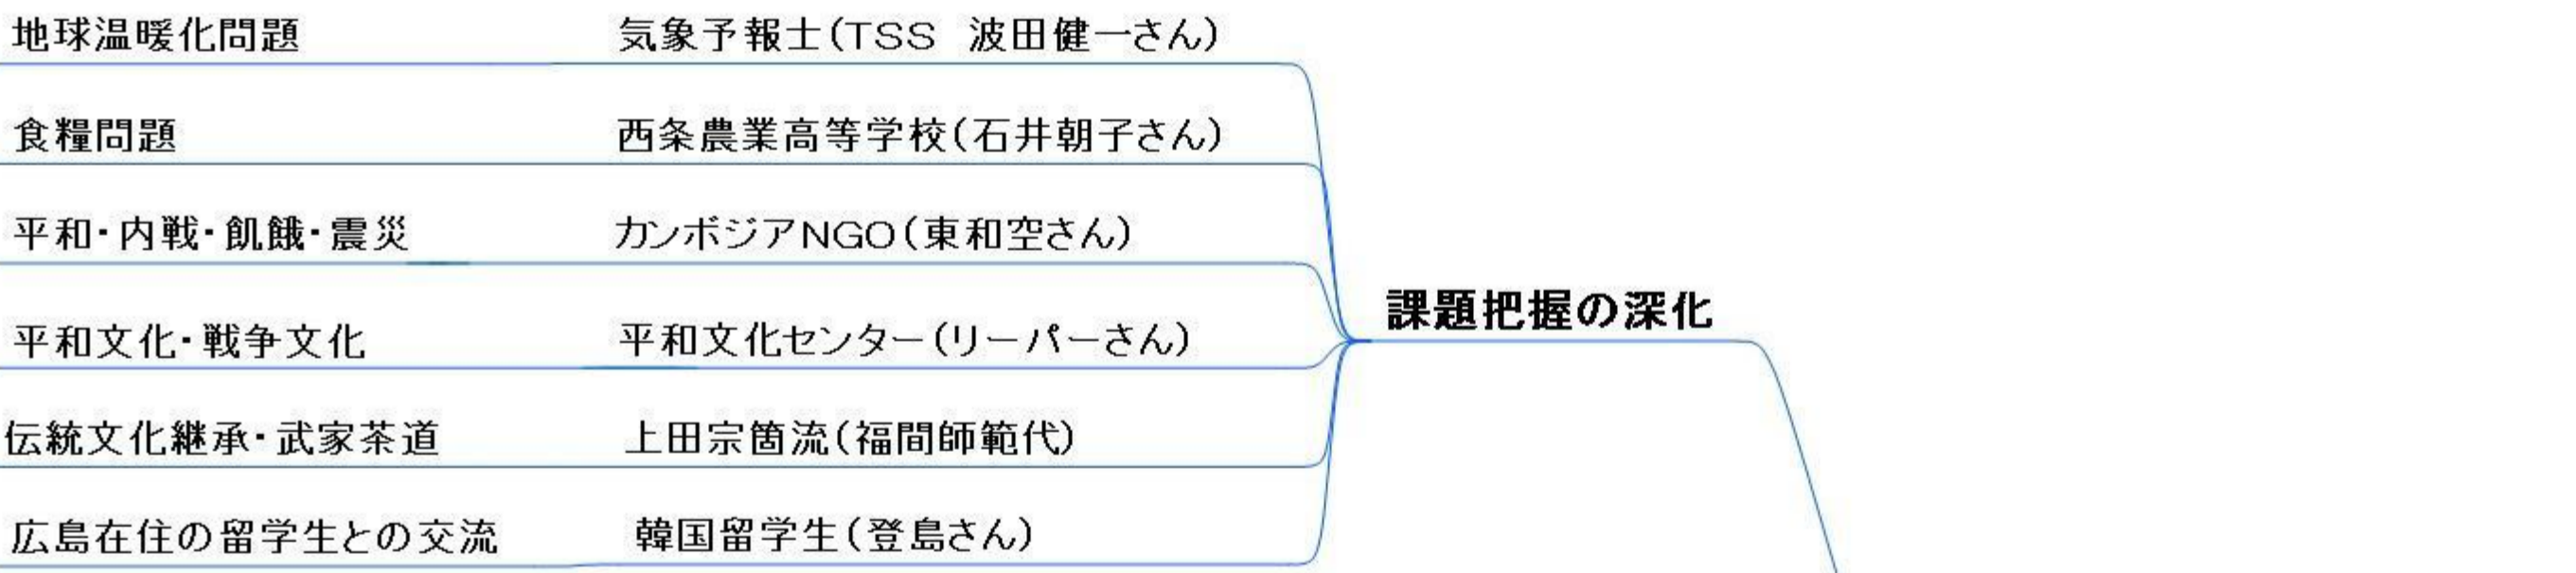 地球温暖化問題 気象予報士(TSS 波田健一さん)
食糧問題 西条農業高等学校(石井朝子さん)
平和・内戦・飢餓・震災 カンボジアNGO(東和空さん)
課題把握の深化
平和文化・戦争文化 平和文化センター(リーパーさん)
伝統文化継承・武家茶道 上田宗箇流(福間師範代)
広島在住の留学生との交流 韓国留学生(登島さん)